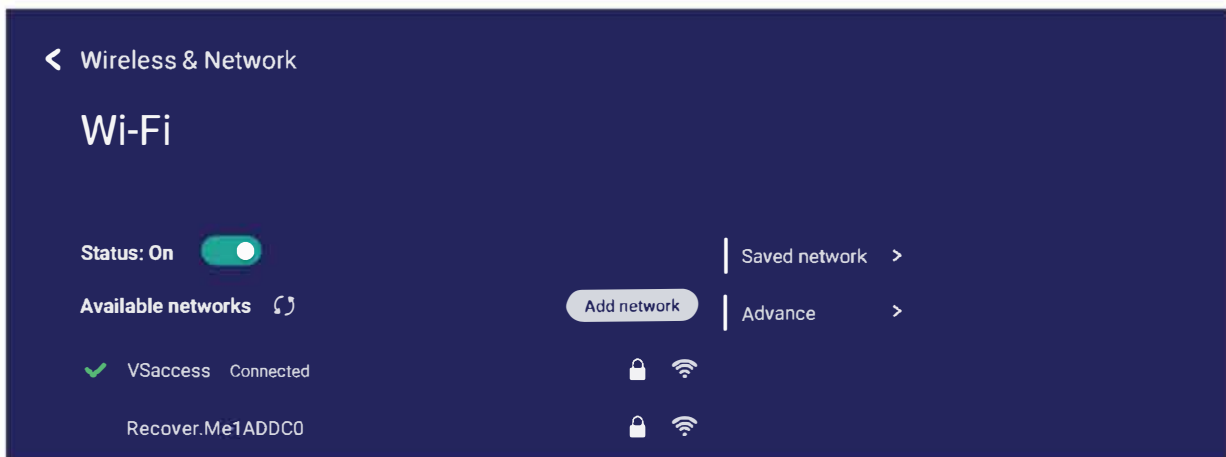 Wireless & Network
Wi-Fi
Status: On
Saved network
Available networks
Add network
Advance
VSaccess Connected
Recover.Me1ADDC0